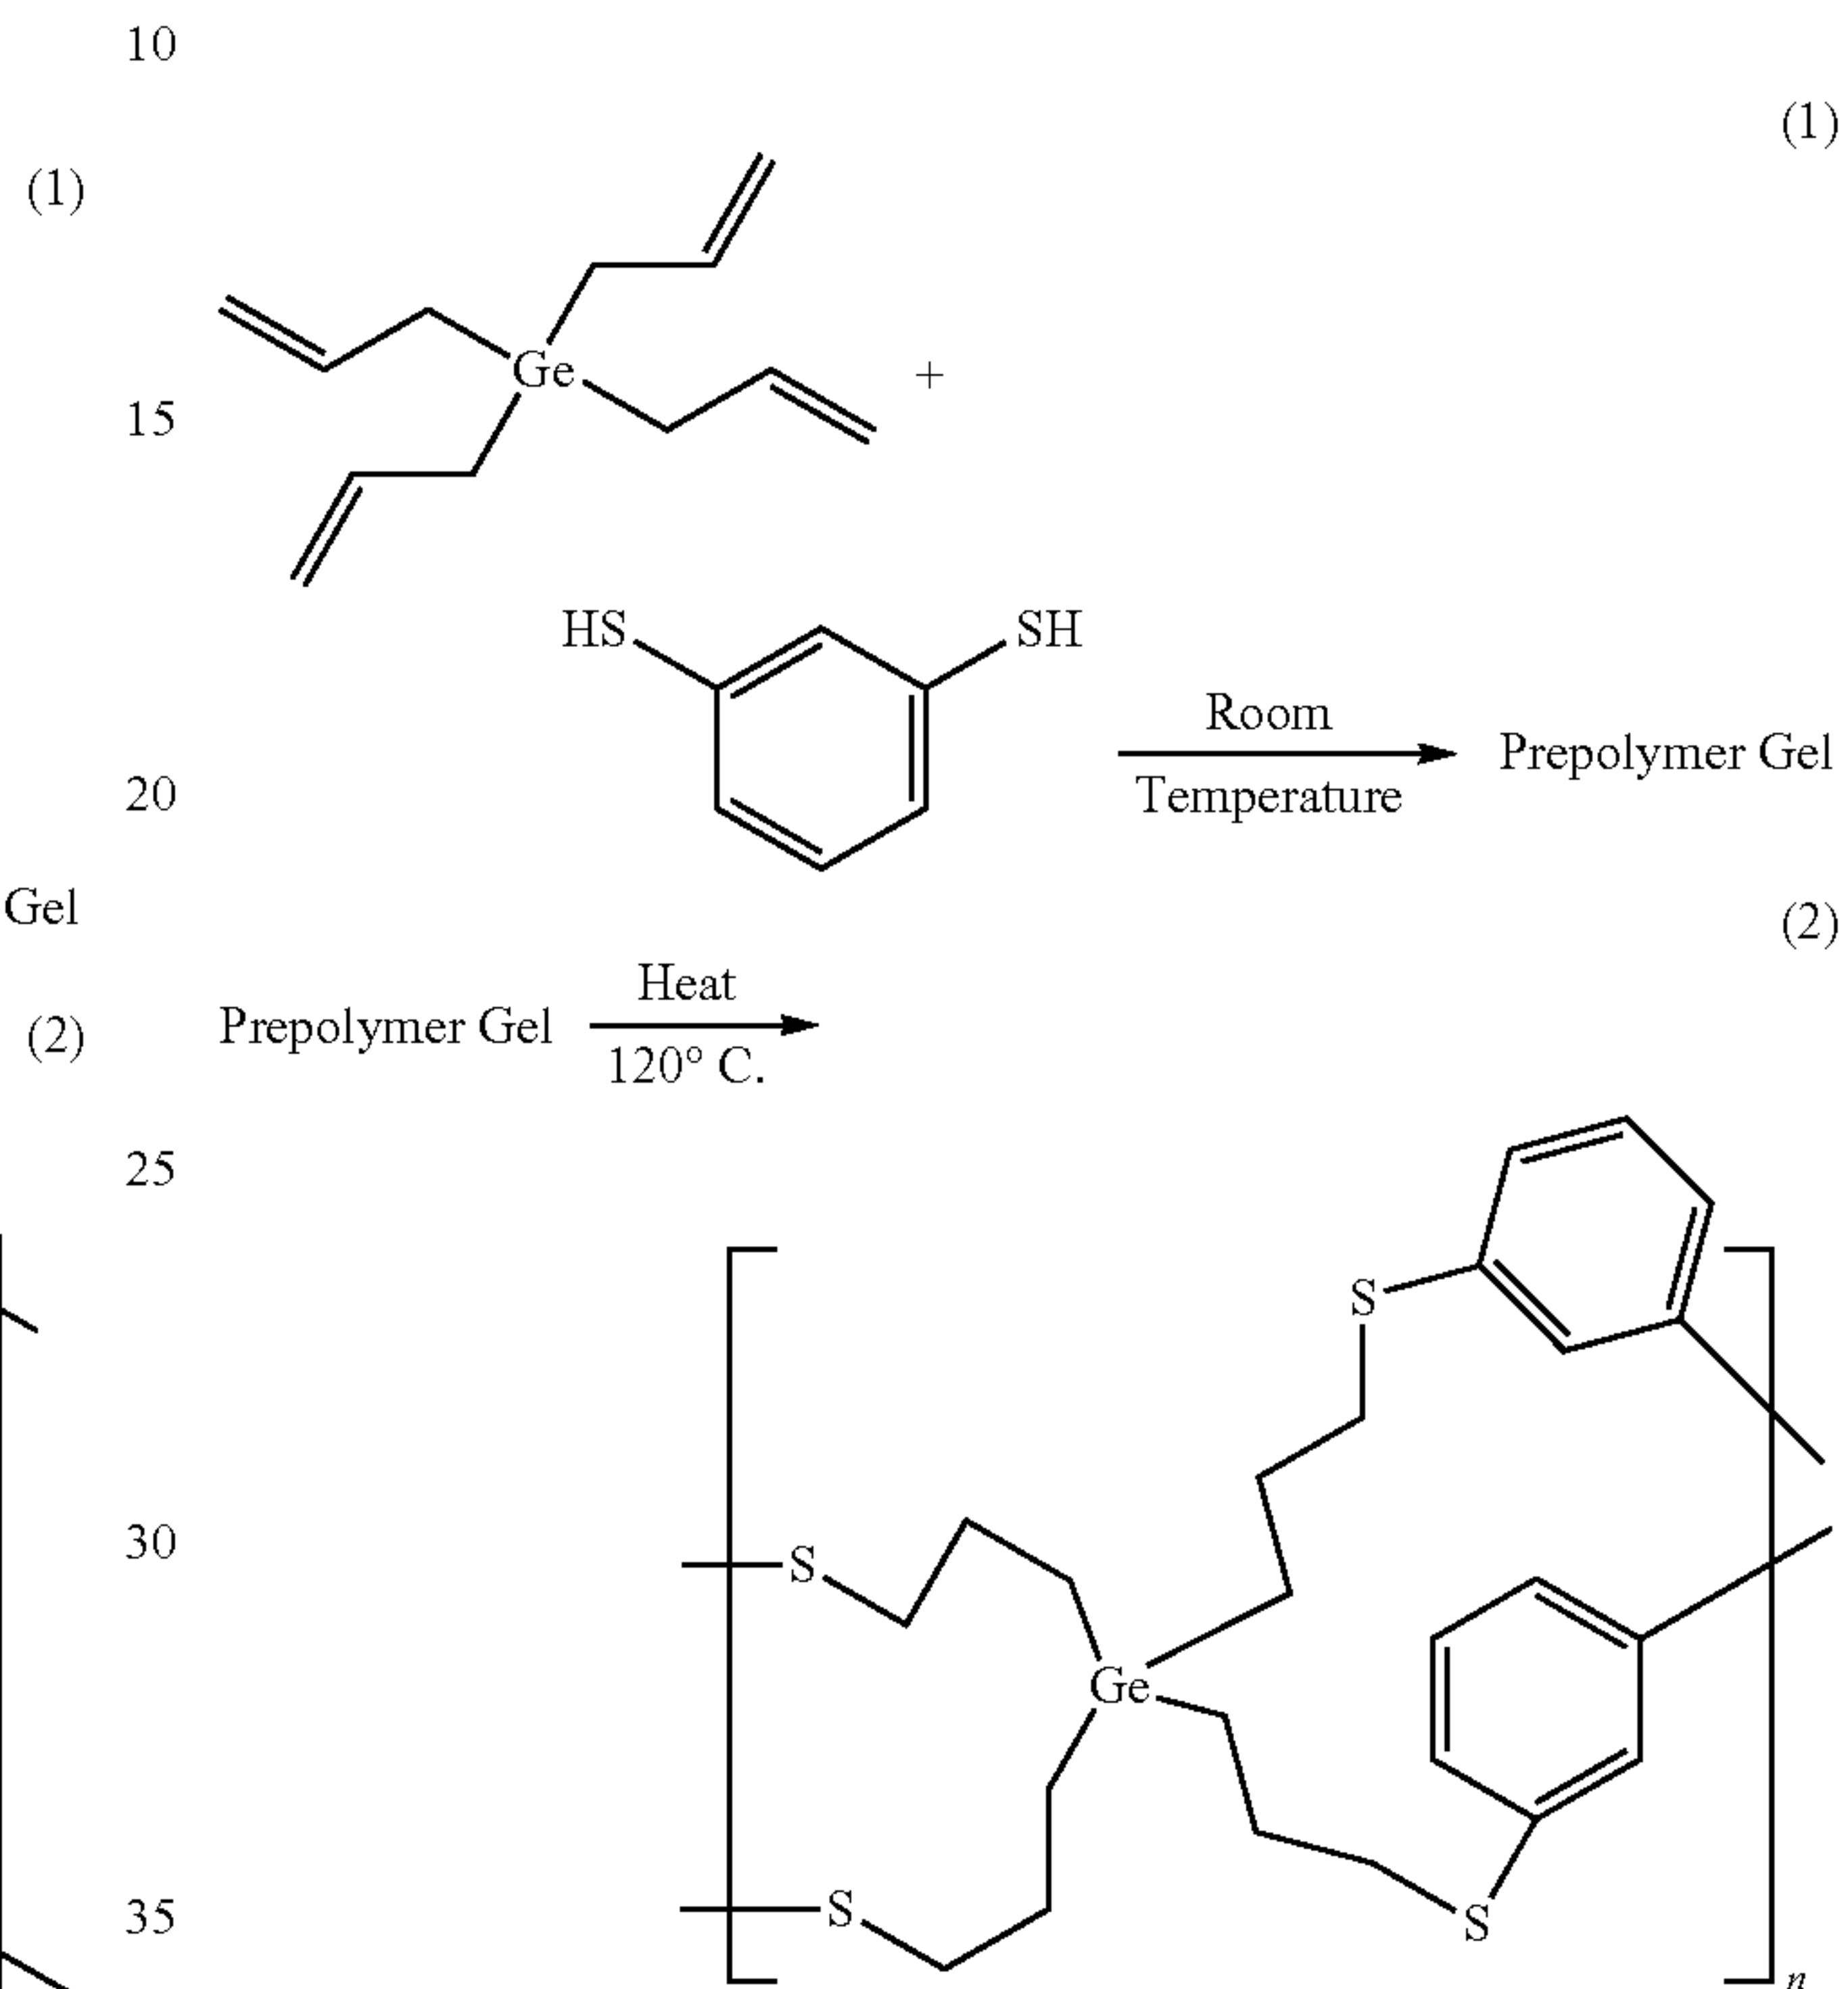 10
(1)
(1)
Ge
+
15
HS
SH
Room
Prepolymer Gel
Temperature
20
Gel
(2)
Heat
(2)
Prepolymer Gel
120° C.
25
S
30
S
Ge
35
S
S
n